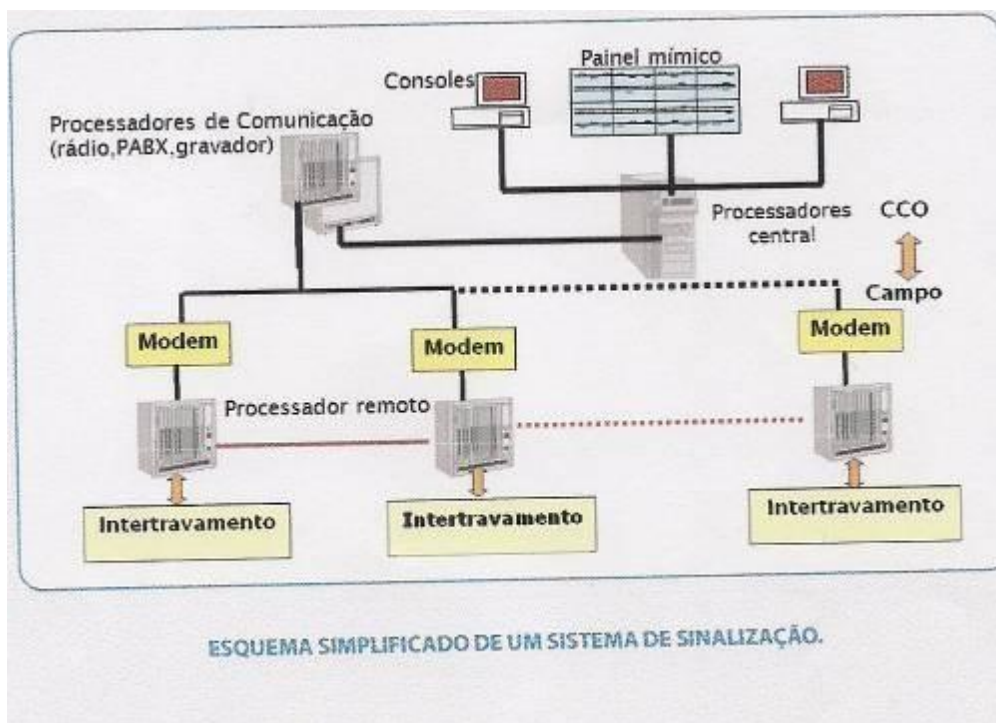 Painel mímico
Consoles
Processadores de Comunicação
(rádio,PABX,gravador)
Processadores
central
CCO
Campo
Modem
Modem
Modem
Processador remoto
Intertravamento
Intertravamento
Intertravamento
ESQUEMA SIMPLIFICADO DE UM SISTEMA DE SINALIZAÇÃO.